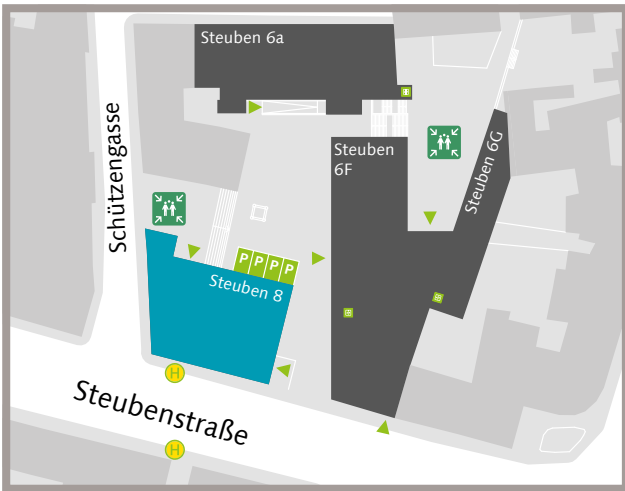 Steuben 6a
Steuben
6F
Steuben 6G
Schützengasse
P P P P
Steuben 8
H
Steubenstraße
H